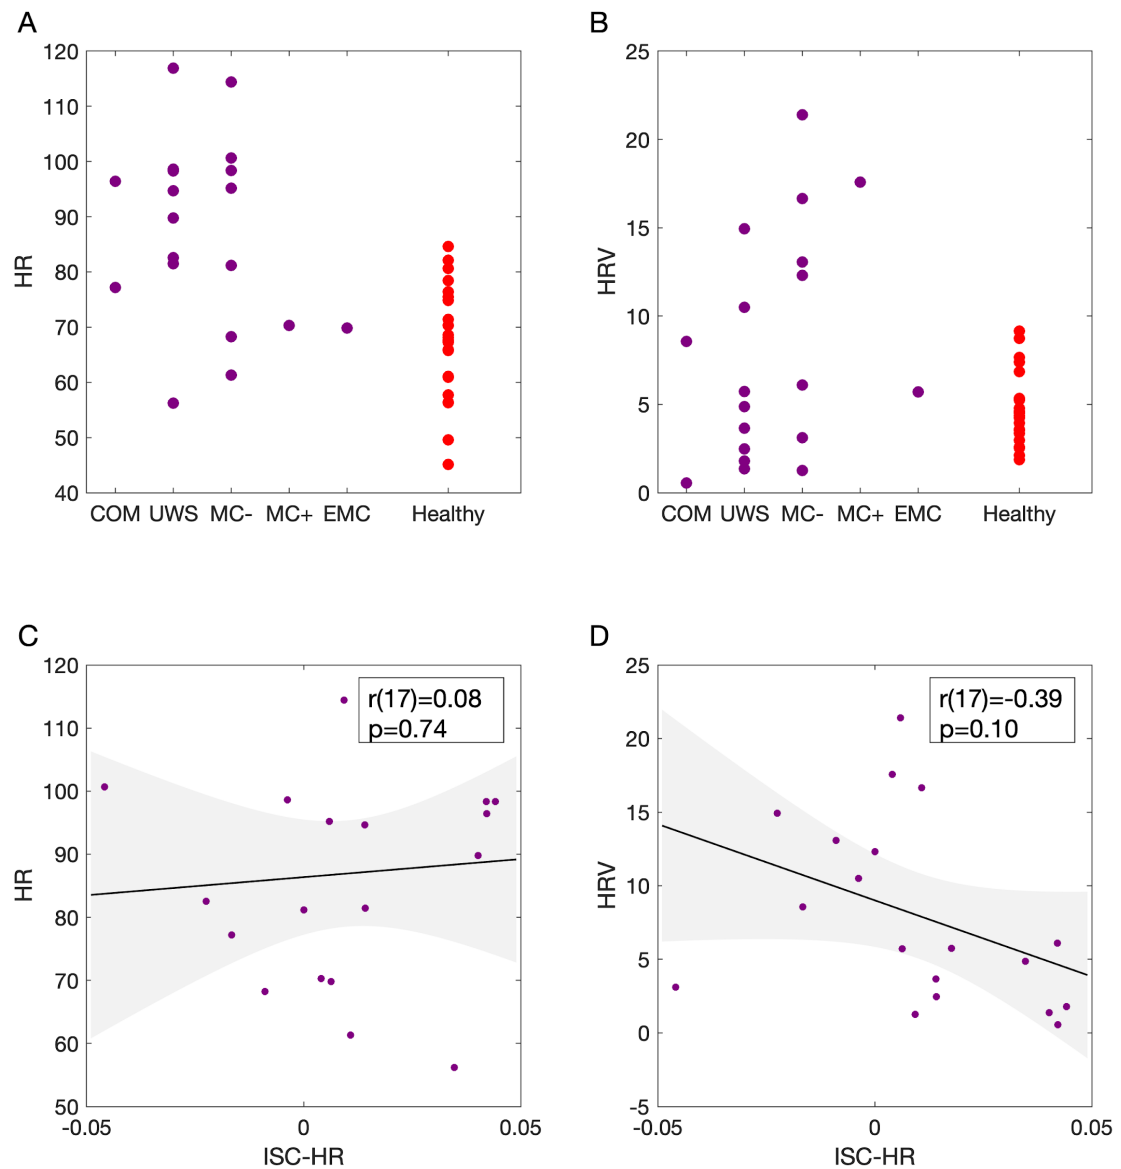 A
HR
120
110
100
90
80
70
60
50
40
COM UWS MC- MC+ EMC Healthy
B
HRV
25
20
15
10
5
0
COM UWS MC- MC+ EMC Healthy
C
HR
120
110
100
90
80
70
60
50
r(17)=0.08
p=0.74
-0.05 0 0.05
ISC-HR
D
HRV
25
20
15
10
5
0
-5
r(17)=-0.39
p=0.10
-0.05 0 0.05
ISC-HR